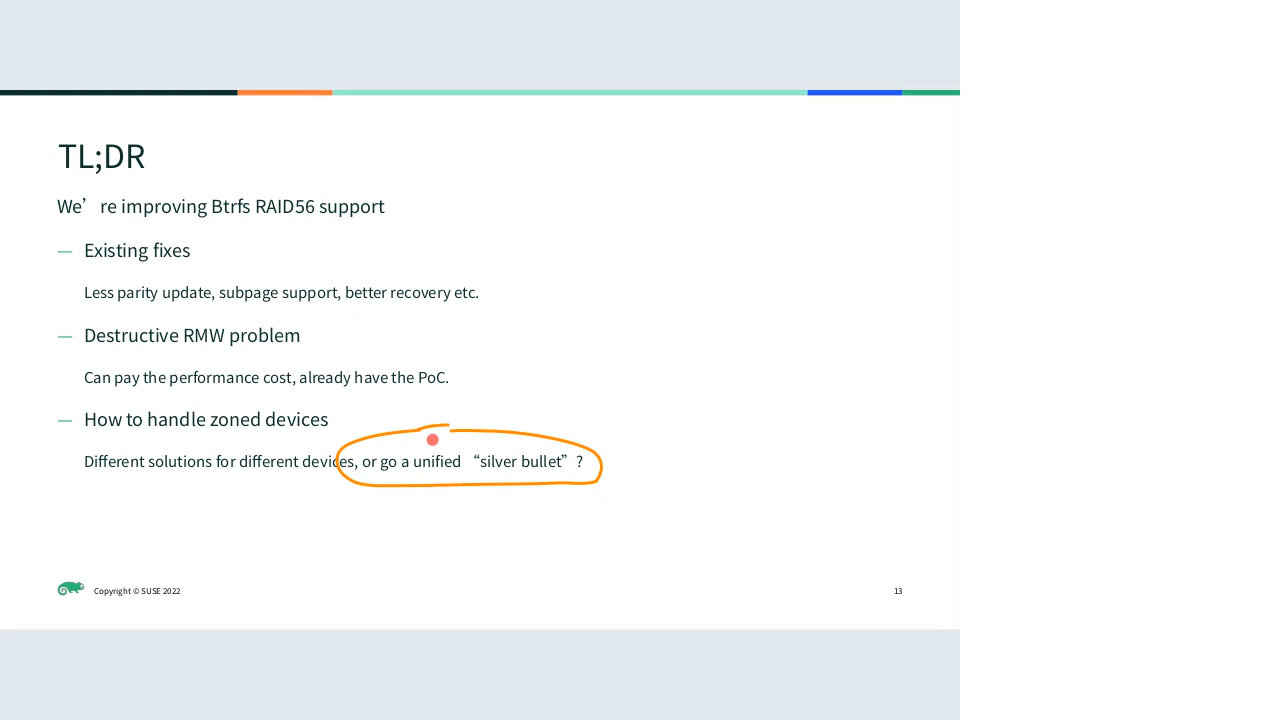 TL;DR
We’re improving Btrfs RAID56 support
— Existing fixes
Less parity update, subpage support, better recovery etc.
— Destructive RMW problem
Can pay the performance cost, already have the PoC.
— How to handle zoned devices
Different solutions for different devices, or go a unified “silver bullet”?
Copyright © SUSE 2022
13